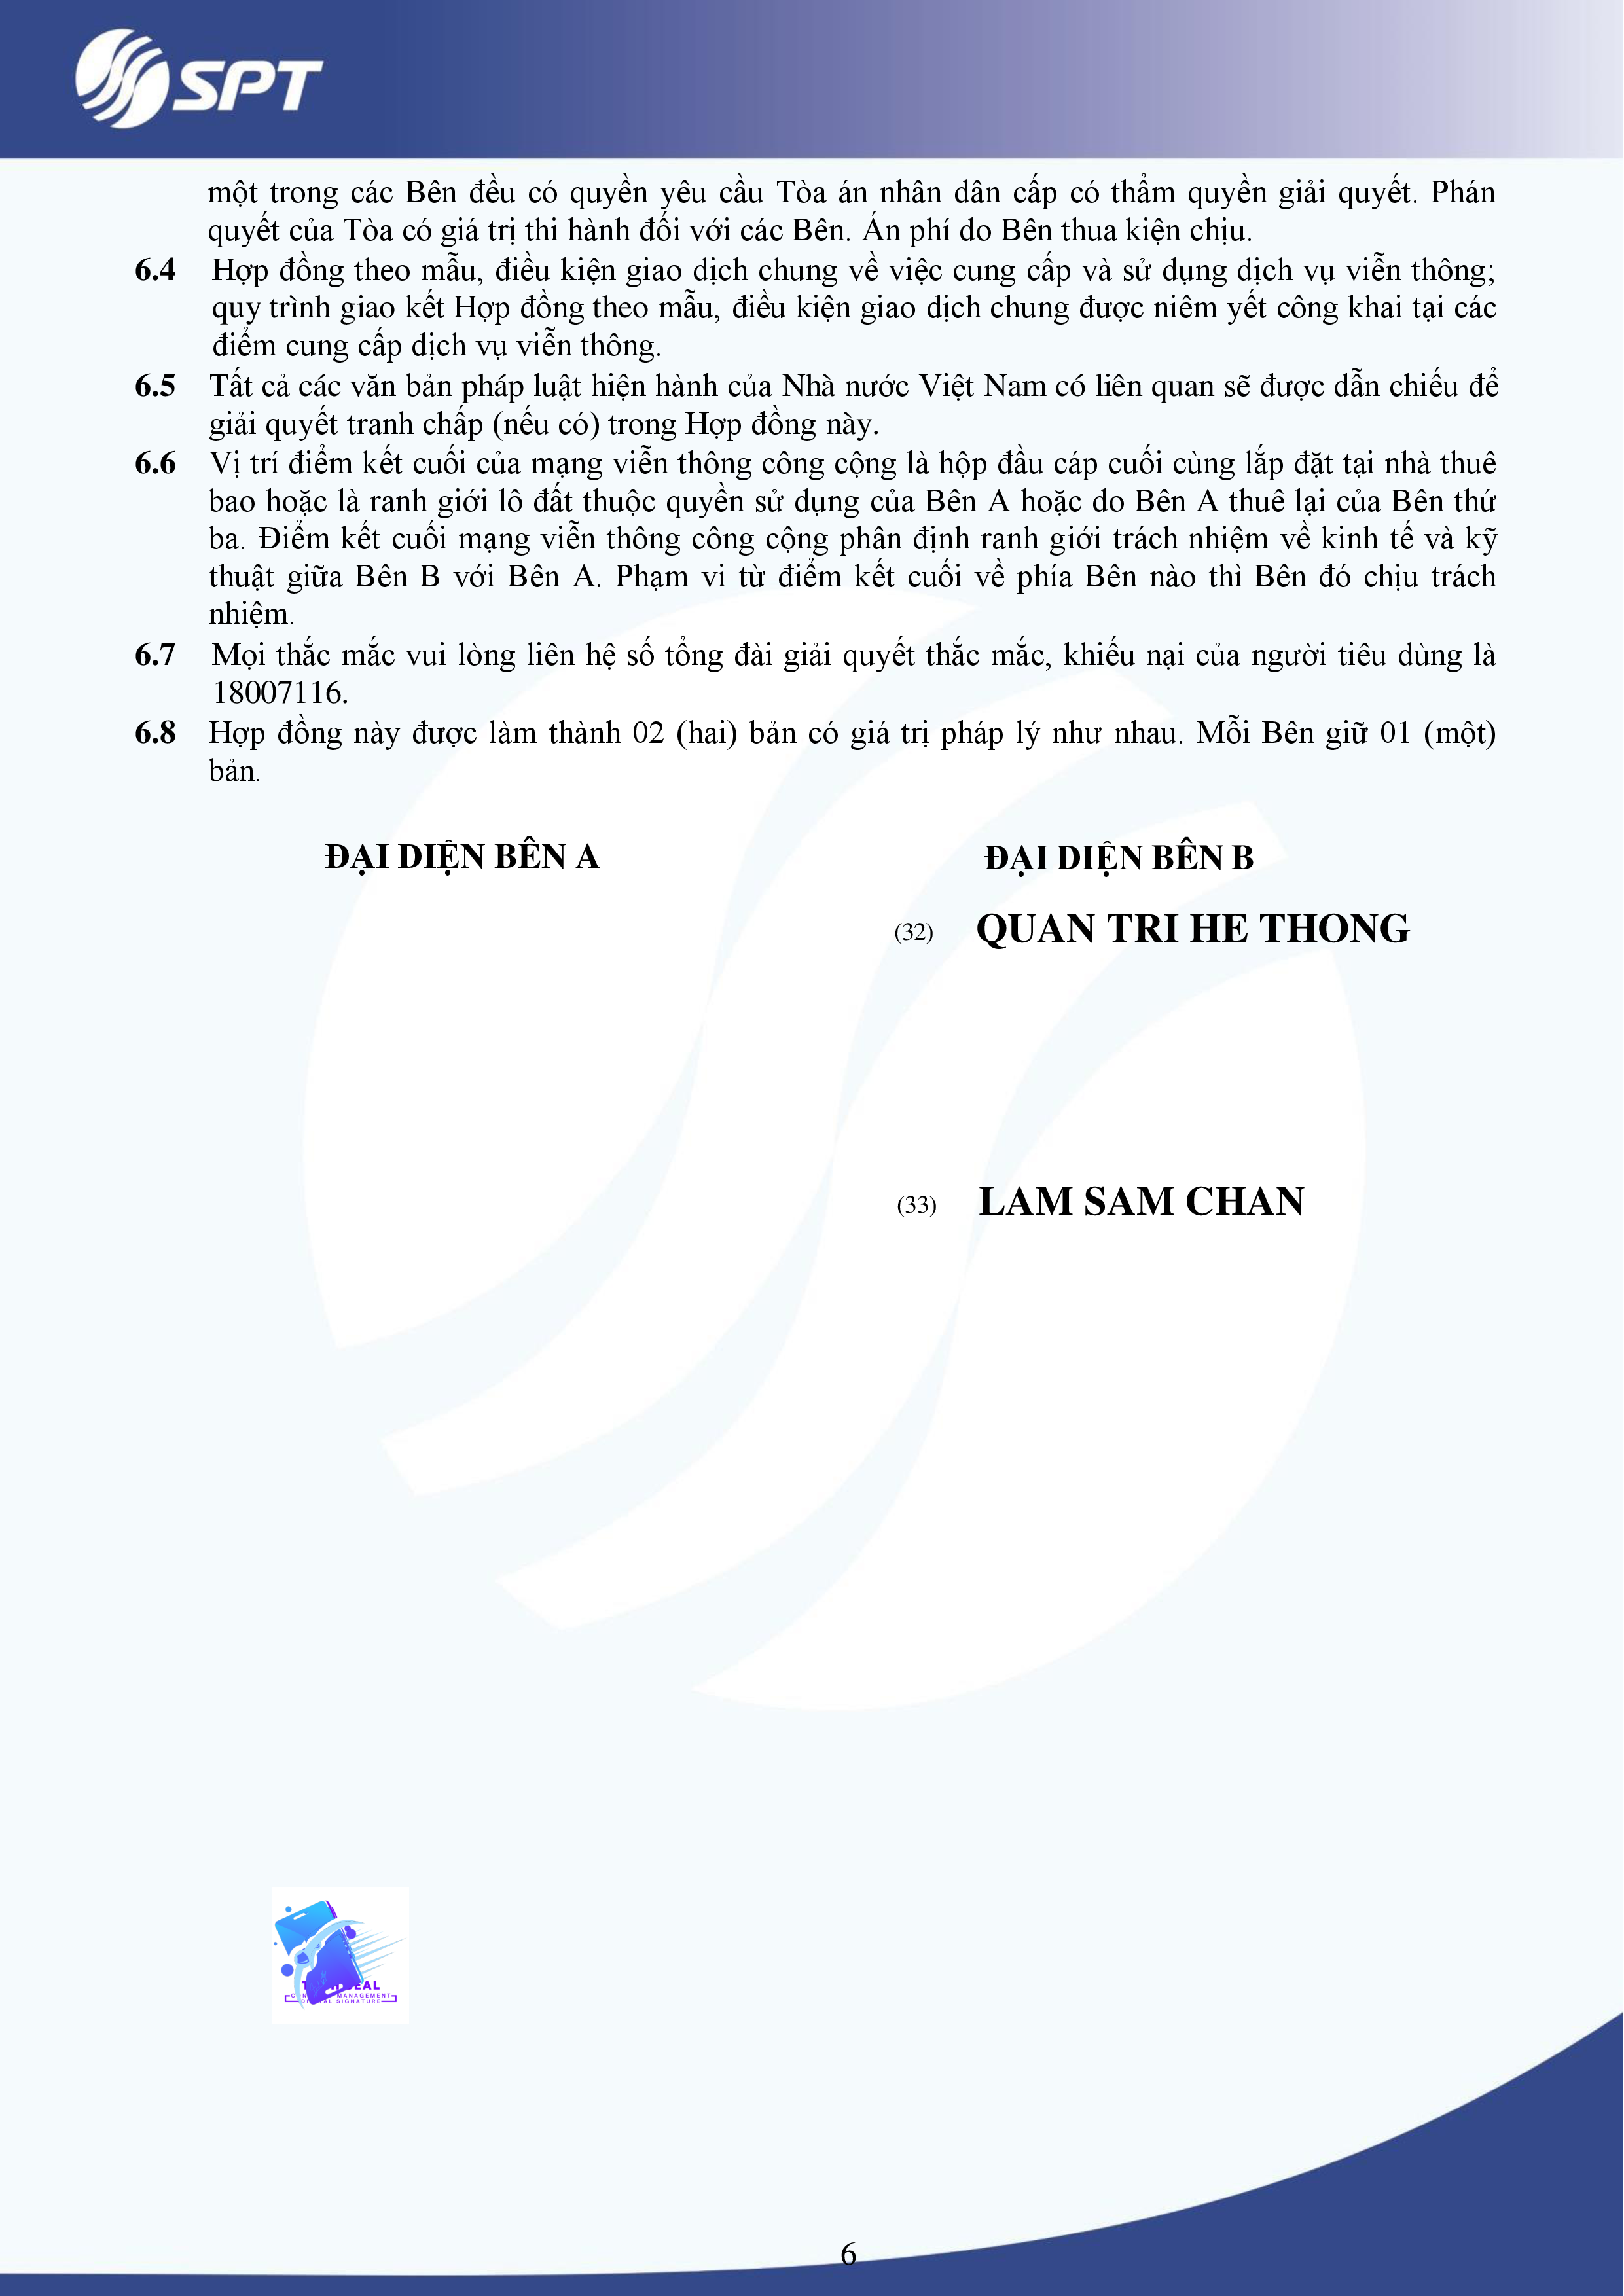 SPT
một trong các Bên đều có quyền yêu cầu Tòa án nhân dân cấp có thẩm quyền giải quyết. Phán
quyết của Tòa có giá trị thi hành đối với các Bên. Án phí do Bên thua kiện chịu.
6.4 Hợp đồng theo mẫu, điều kiện giao dịch chung về việc cung cấp và sử dụng dịch vụ viễn thông;
quy trình giao kết Hợp đồng theo mẫu, điều kiện giao dịch chung được niêm yết công khai tại các
điểm cung cấp dịch vụ viễn thông.
6.5 Tất cả các văn bản pháp luật hiện hành của Nhà nước Việt Nam có liên quan sẽ được dẫn chiếu để
giải quyết tranh chấp (nếu có) trong Hợp đồng này.
6.6 Vị trí điểm kết cuối của mạng viễn thông công cộng là hộp đầu cáp cuối cùng lắp đặt tại nhà thuê
bao hoặc là ranh giới lô đất thuộc quyền sử dụng của Bên A hoặc do Bên A thuê lại của Bên thứ
ba. Điểm kết cuối mạng viễn thông công cộng phân định ranh giới trách nhiệm về kinh tế và kỹ
thuật giữa Bên B với Bên A. Phạm vi từ điểm kết cuối về phía Bên nào thì Bên đó chịu trách
nhiệm.
6.7 Mọi thắc mắc vui lòng liên hệ số tổng đài giải quyết thắc mắc, khiếu nại của người tiêu dùng là
18007116.
6.8 Hợp đồng này được làm thành 02 (hai) bản có giá trị pháp lý như nhau. Mỗi Bên giữ 01 (một)
bản.
ĐẠI DIỆN BÊN A ĐẠI DIỆN BÊN B
(32) QUAN TRI HE THONG
(33) LAM SAM CHAN
MANAGEMENT
SIGNATURE
6